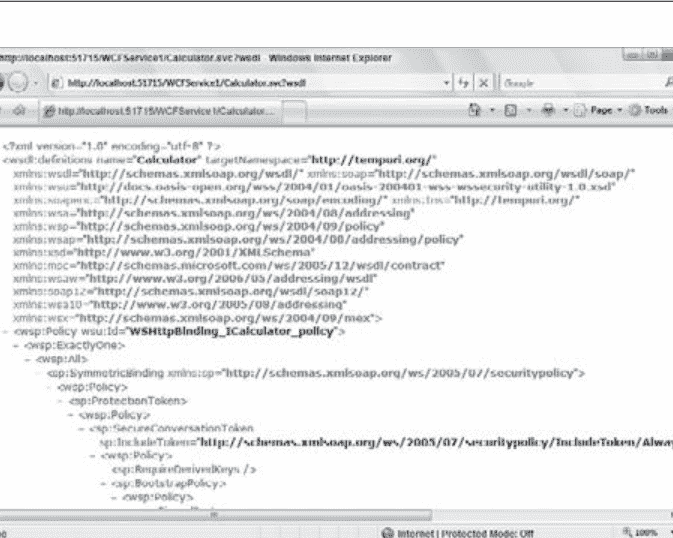 http://localhost:51715/WCFService1/Calculator.svc?wsdl - Windows Internet Explorer
http://localhost:51715/WCFService1/Calculator.svc?wsdl
Google
http://localhost:51715/WCFService1/Calculator...
Page
Tools
<?xml version="1.0" encoding="utf-8" ?>
<wsdl:definitions name="Calculator" targetNamespace="http://tempuri.org/"
xmlns:wsdl="http://schemas.xmlsoap.org/wsdl/" xmlns:soap="http://schemas.xmlsoap.org/wsdl/soap/"
xmlns:wsu="http://docs.oasis-open.org/wss/2004/01/oasis-200401-wss-wssecurity-utility-1.0.xsd"
xmlns:soapenc="http://schemas.xmlsoap.org/soap/encoding/" xmlns:tns="http://tempuri.org/"
xmlns:wsa="http://schemas.xmlsoap.org/ws/2004/08/addressing"
xmlns:wsp="http://schemas.xmlsoap.org/ws/2004/09/policy"
xmlns:wsap="http://schemas.xmlsoap.org/ws/2004/08/addressing/policy"
xmlns:xsd="http://www.w3.org/2001/XMLSchema"
xmlns:msc="http://schemas.microsoft.com/ws/2005/12/wsdl/contract"
xmlns:wsaw="http://www.w3.org/2006/05/addressing/wsdl"
xmlns:soap12="http://schemas.xmlsoap.org/wsdl/soap12/"
xmlns:wsa10="http://www.w3.org/2005/08/addressing"
xmlns:wsx="http://schemas.xmlsoap.org/ws/2004/09/mex">
- <wsp:Policy wsu:Id="WSHttpBinding_ICalculator_policy">
- <wsp:ExactlyOne>
- <wsp:All>
- <sp:SymmetricBinding xmlns:sp="http://schemas.xmlsoap.org/ws/2005/07/securitypolicy">
- <wsp:Policy>
- <sp:ProtectionToken>
- <wsp:Policy>
- <sp:SecureConversationToken
sp:IncludeToken="http://schemas.xmlsoap.org/ws/2005/07/securitypolicy/IncludeToken/Alway
- <wsp:Policy>
<sp:RequireDerivedKeys />
- <sp:BootstrapPolicy>
- <wsp:Policy>
Internet | Protected Mode: Off
100%